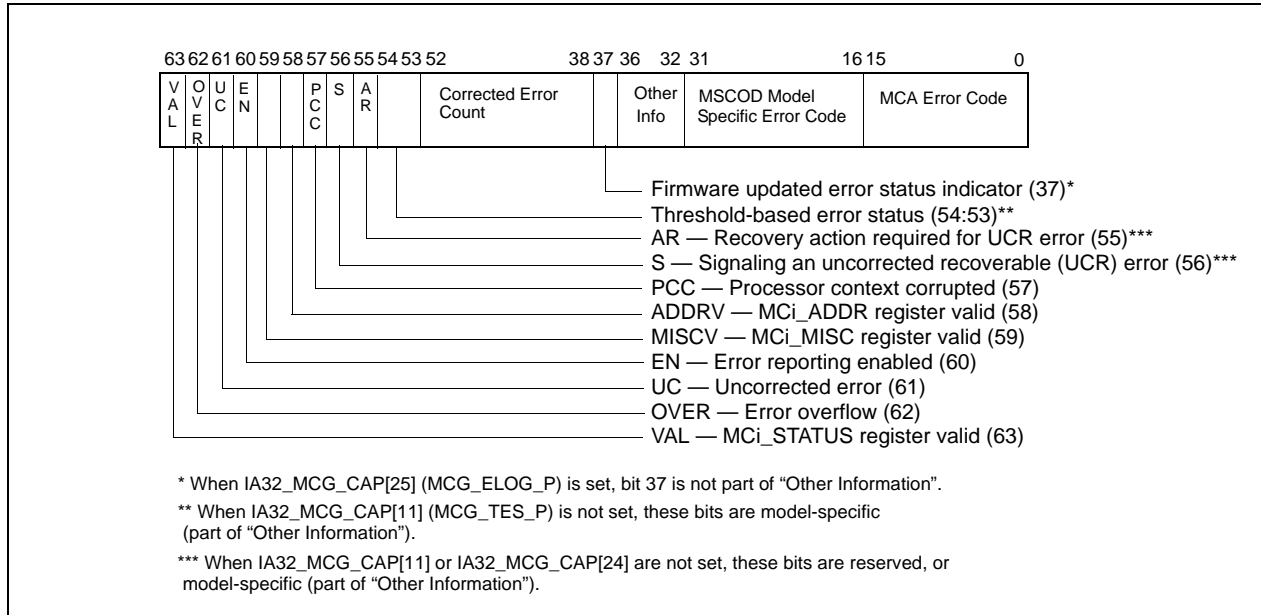 63 62 61 60 59 58 57 56 55 54 53 52 38 37 36 32 31 16 15 0
VAL OVER UC EN PCC S AR Corrected Error Count Other Info MSCOD Model Specific Error Code MCA Error Code
Firmware updated error status indicator (37)*
Threshold-based error status (54:53)**
AR — Recovery action required for UCR error (55)***
S — Signaling an uncorrected recoverable (UCR) error (56)***
PCC — Processor context corrupted (57)
ADDRV — MCi_ADDR register valid (58)
MISCV — MCi_MISC register valid (59)
EN — Error reporting enabled (60)
UC — Uncorrected error (61)
OVER — Error overflow (62)
VAL — MCi_STATUS register valid (63)
* When IA32_MCG_CAP[25] (MCG_ELOG_P) is set, bit 37 is not part of “Other Information”.
** When IA32_MCG_CAP[11] (MCG_TES_P) is not set, these bits are model-specific
(part of “Other Information”).
*** When IA32_MCG_CAP[11] or IA32_MCG_CAP[24] are not set, these bits are reserved, or
model-specific (part of “Other Information”).